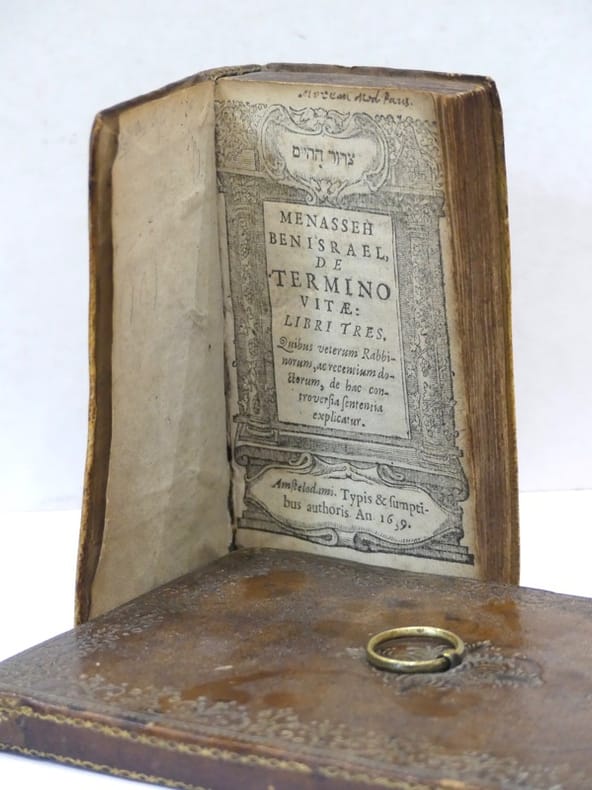 צרור החיים
MENASSEH
BEN ISRAEL,
DE
TERMINO
VITÆ:
LIBRI TRES.
Quibus veterum Rabbi-
norum, ac recentium do-
ctorum, de hac con-
troverſia ſententia
explicatur.
Amſtelodami. Typis & ſumpti-
bus authoris. An 1639.